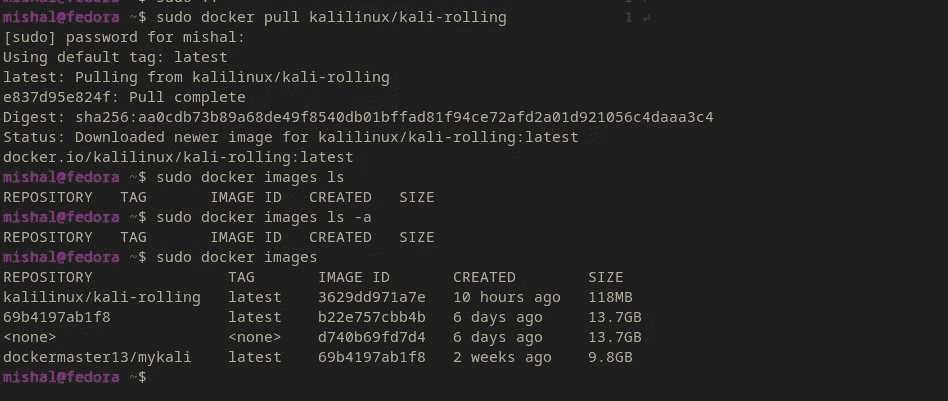 mishal@fedora ~$ sudo docker pull kalilinux/kali-rolling 1 ↵
[sudo] password for mishal:
Using default tag: latest
latest: Pulling from kalilinux/kali-rolling
e837d95e824f: Pull complete
Digest: sha256:aa0cdb73b89a68de49f8540db01bffad81f94ce72afd2a01d921056c4daaa3c4
Status: Downloaded newer image for kalilinux/kali-rolling:latest
docker.io/kalilinux/kali-rolling:latest
mishal@fedora ~$ sudo docker images ls
REPOSITORY   TAG       IMAGE ID   CREATED   SIZE
mishal@fedora ~$ sudo docker images ls -a
REPOSITORY   TAG       IMAGE ID   CREATED   SIZE
mishal@fedora ~$ sudo docker images
REPOSITORY               TAG       IMAGE ID       CREATED        SIZE
kalilinux/kali-rolling   latest    3629dd971a7e   10 hours ago   118MB
69b4197ab1f8             latest    b22e757cbb4b   6 days ago     13.7GB
<none>                   <none>    d740b69fd7d4   6 days ago     13.7GB
dockermaster13/mykali    latest    69b4197ab1f8   2 weeks ago    9.8GB
mishal@fedora ~$